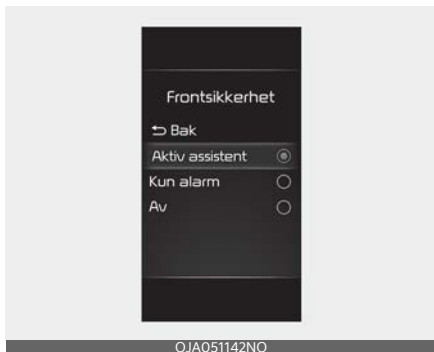 Frontsikkerhet
Bak
Aktiv assistent
Kun alarm
Av
OJA051142NO